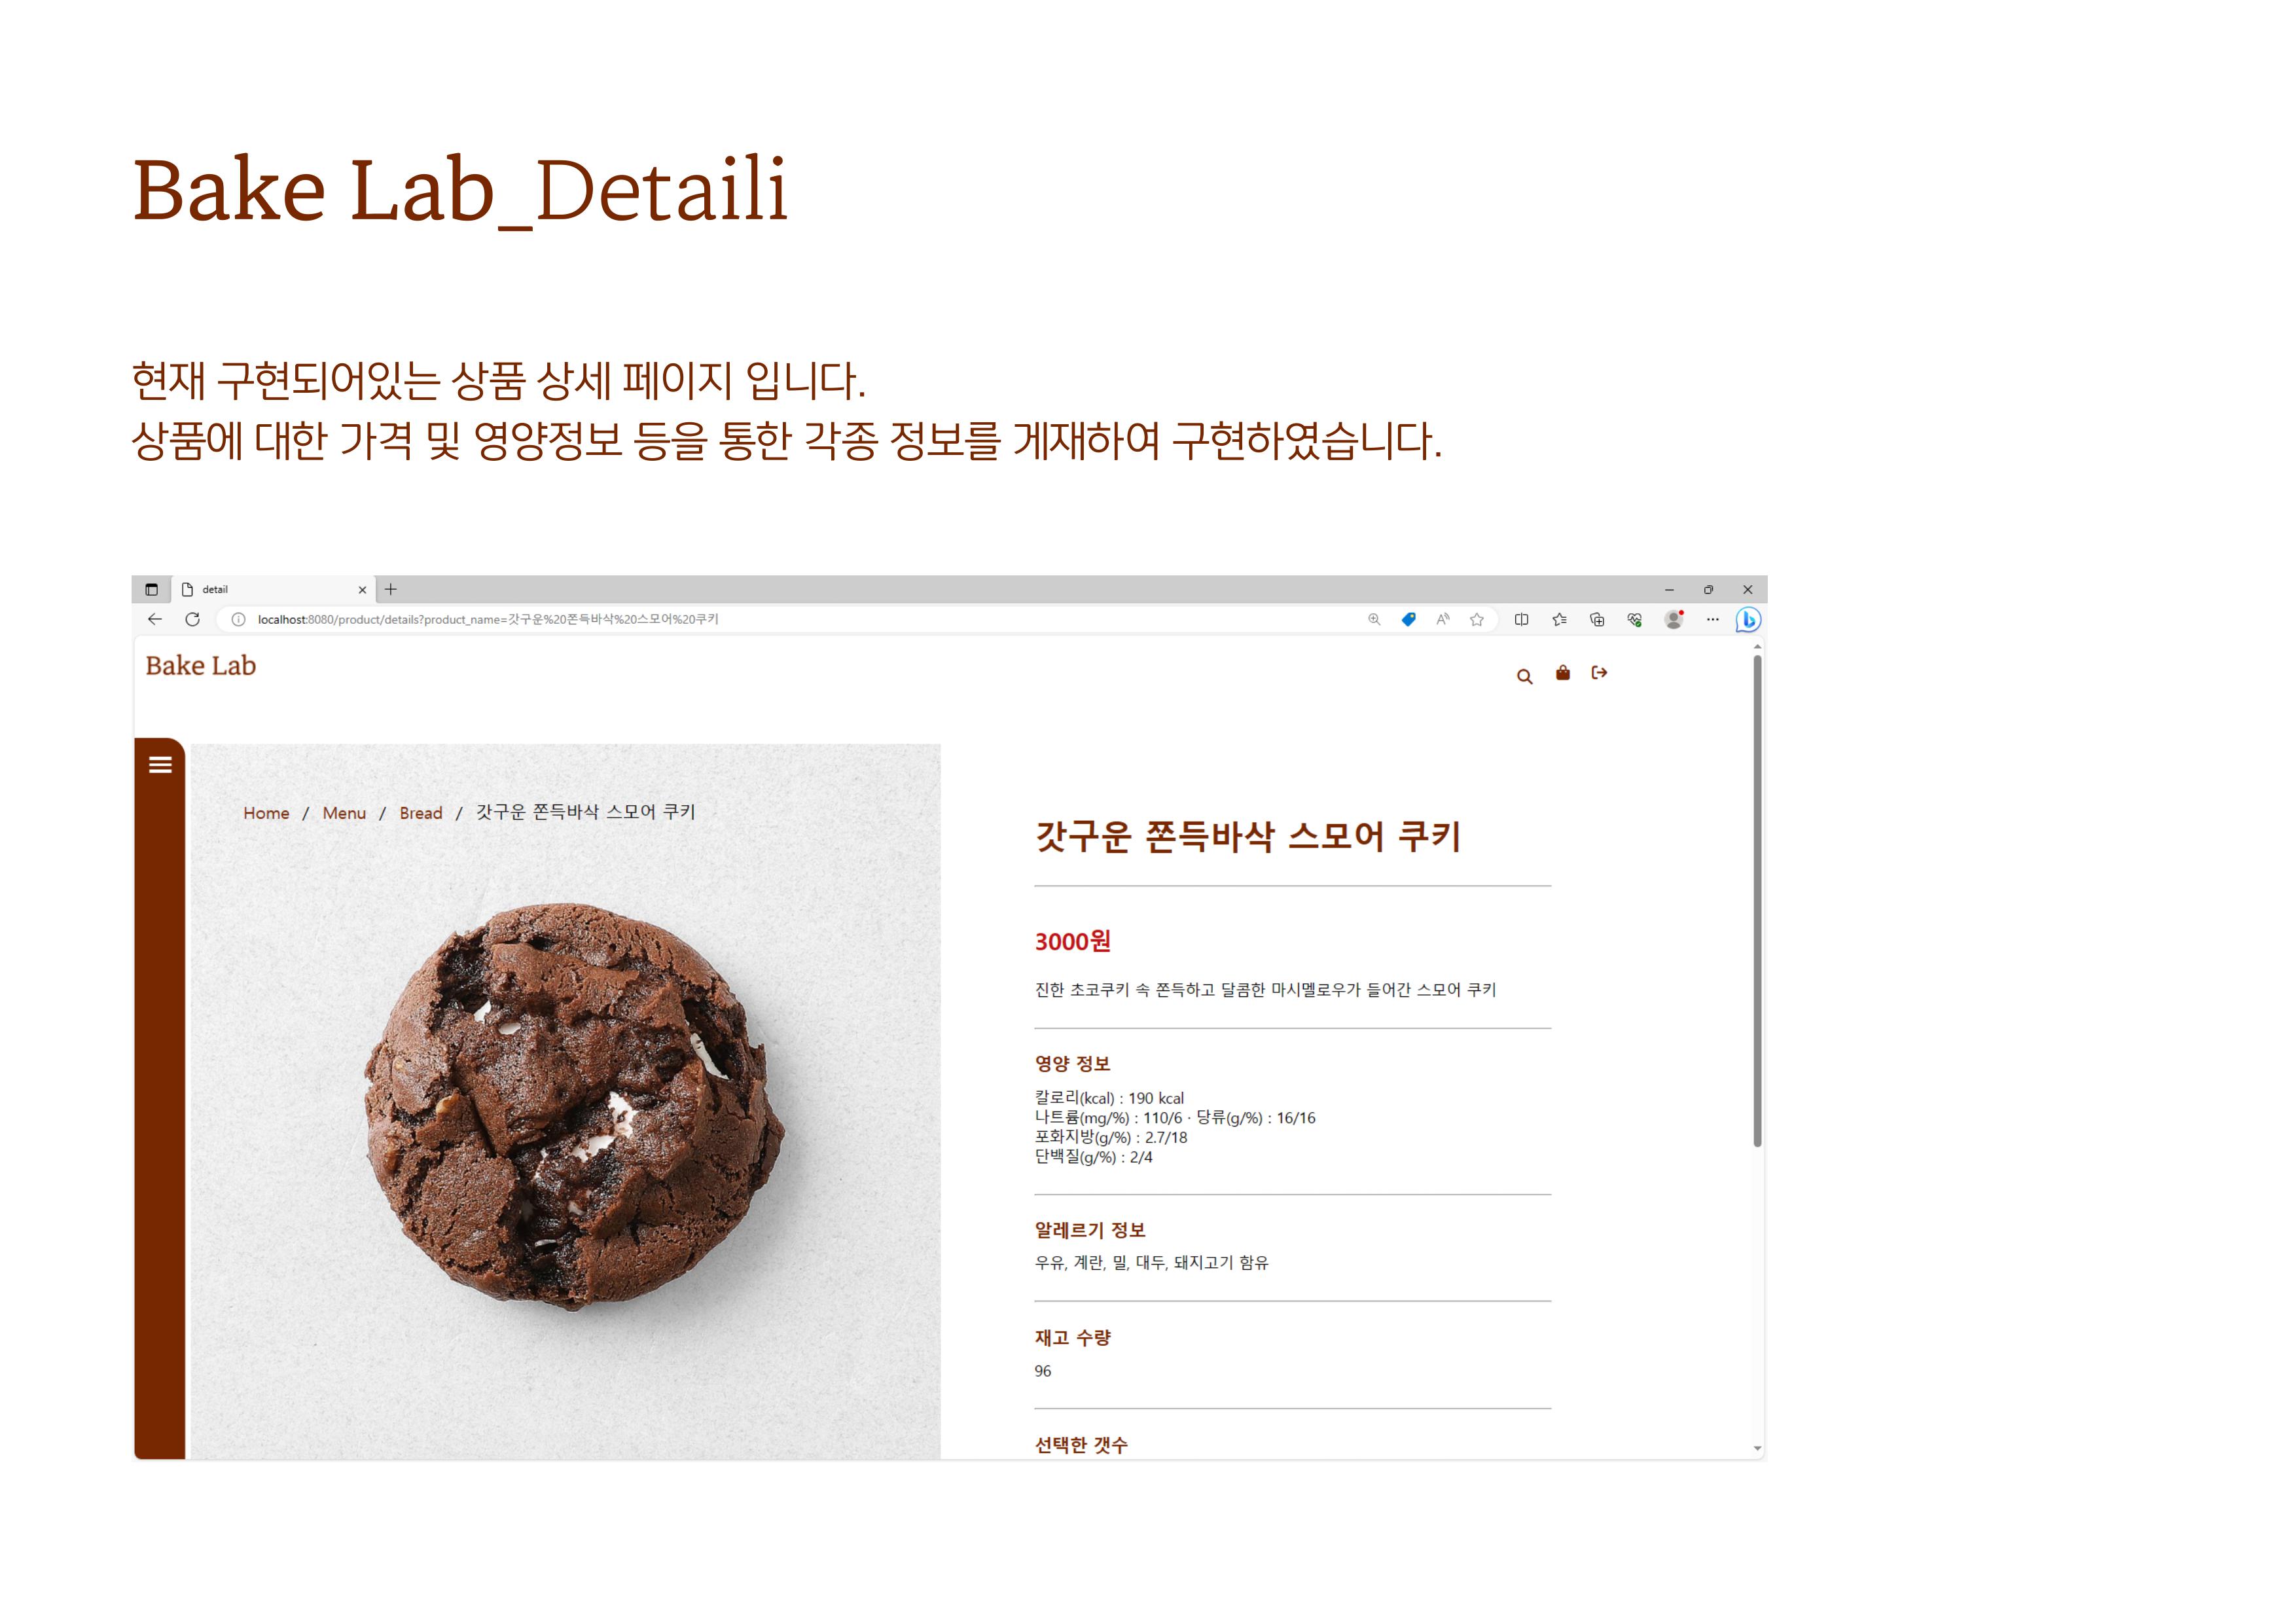 Bake Lab_Detaili
현재 구현되어있는 상품 상세 페이지 입니다.
상품에 대한 가격 및 영양정보 등을 통한 각종 정보를 게재하여 구현하였습니다.
detail
localhost:8080/product/details?product_name=갓구운%20쫀득바삭%20스모어%20쿠키
Bake Lab
Home / Menu / Bread / 갓구운 쫀득바삭 스모어 쿠키
갓구운 쫀득바삭 스모어 쿠키
3000원
진한 초코쿠키 속 쫀득하고 달콤한 마시멜로우가 들어간 스모어 쿠키
영양 정보
칼로리(kcal) : 190 kcal
나트륨(mg/%) : 110/6 · 당류(g/%) : 16/16
포화지방(g/%) : 2.7/18
단백질(g/%) : 2/4
알레르기 정보
우유, 계란, 밀, 대두, 돼지고기 함유
재고 수량
96
선택한 갯수